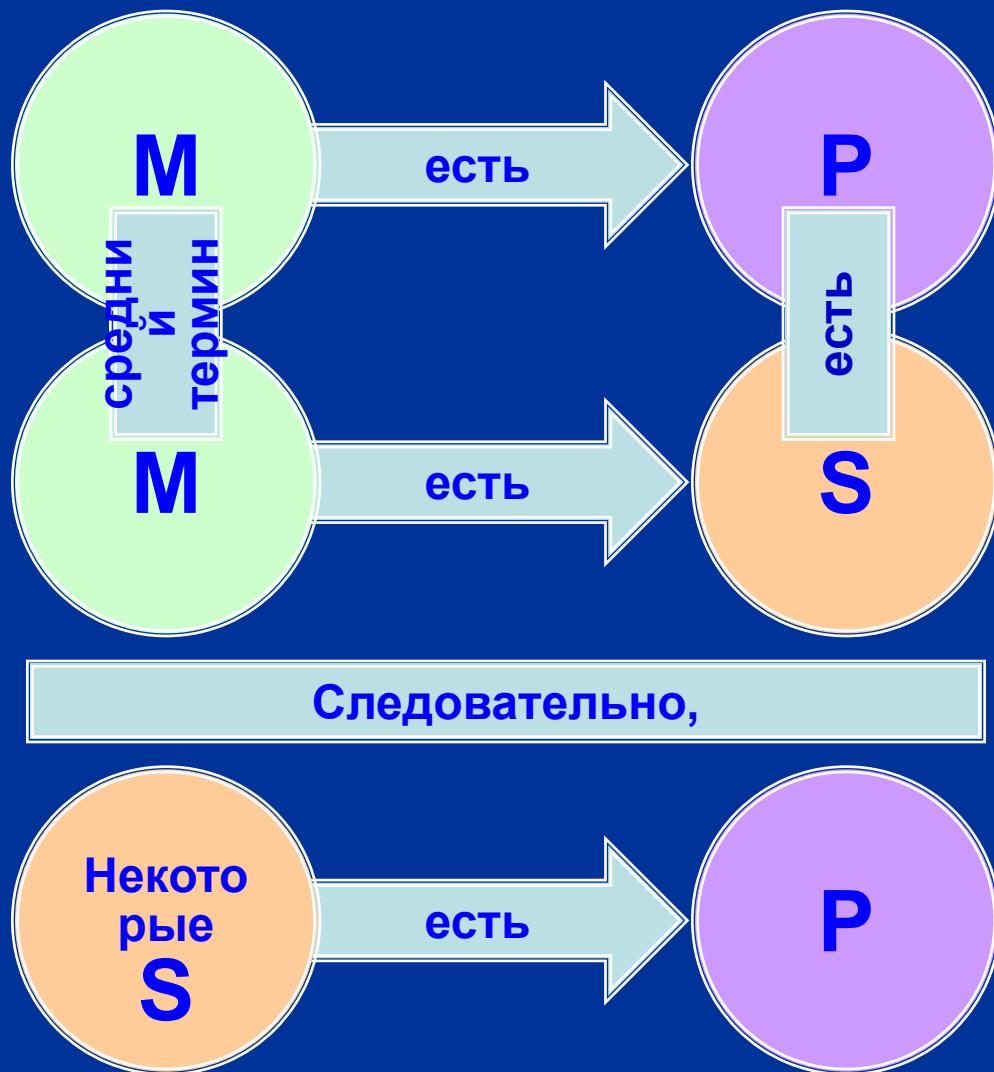 М
есть
Р
средни
й
термин
есть
М
есть
S
Следовательно,
Некото
рые
S
есть
Р